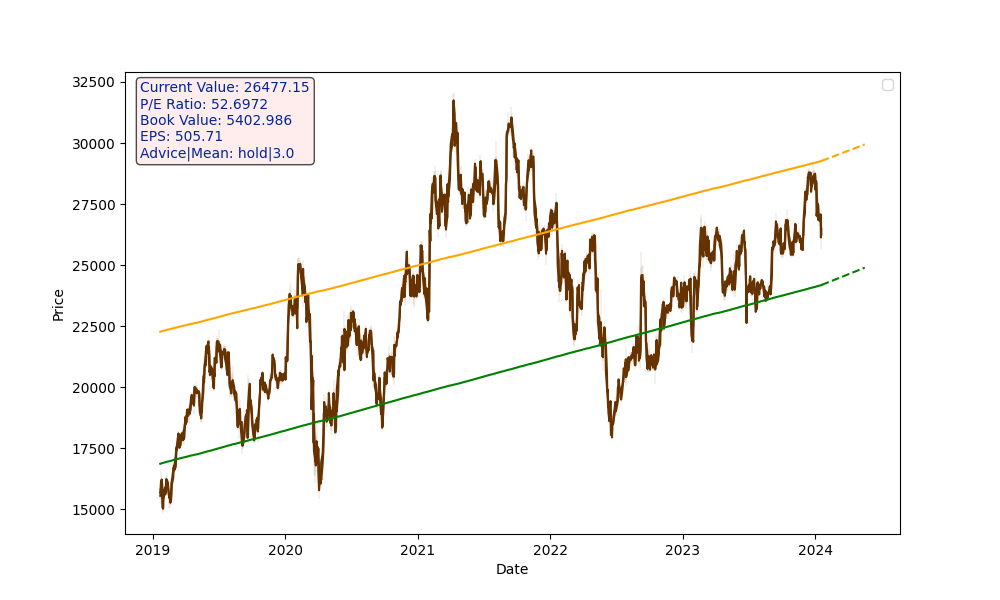 32500
30000
27500
25000
22500
20000
17500
15000
Price
Current Value: 26477.15
P/E Ratio: 52.6972
Book Value: 5402.986
EPS: 505.71
Advice|Mean: hold|3.0
2019 2020 2021 2022 2023 2024
Date